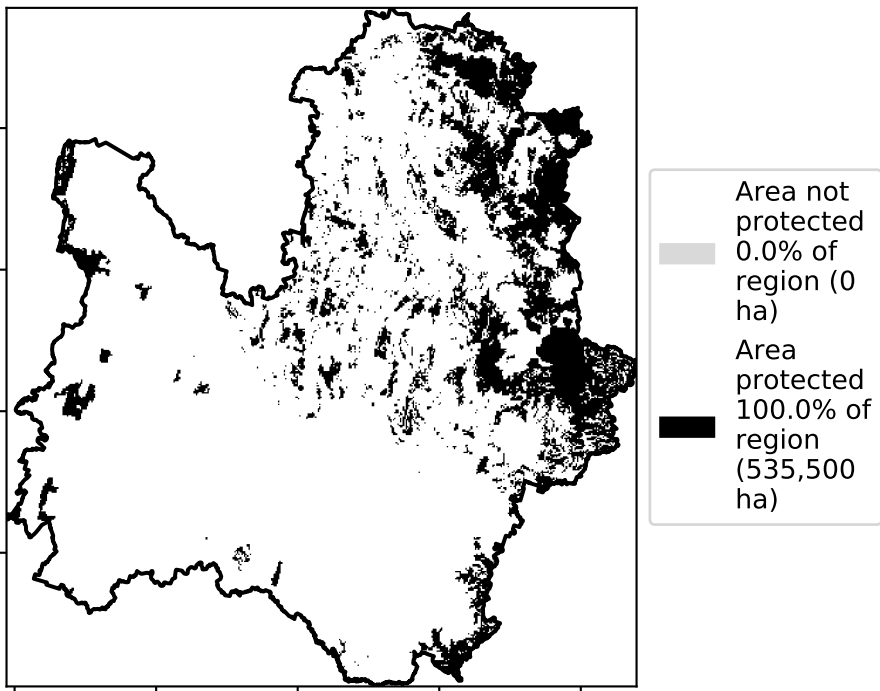 Area not
protected
0.0% of
region (0
ha)
Area
protected
100.0% of
region
(535,500
ha)